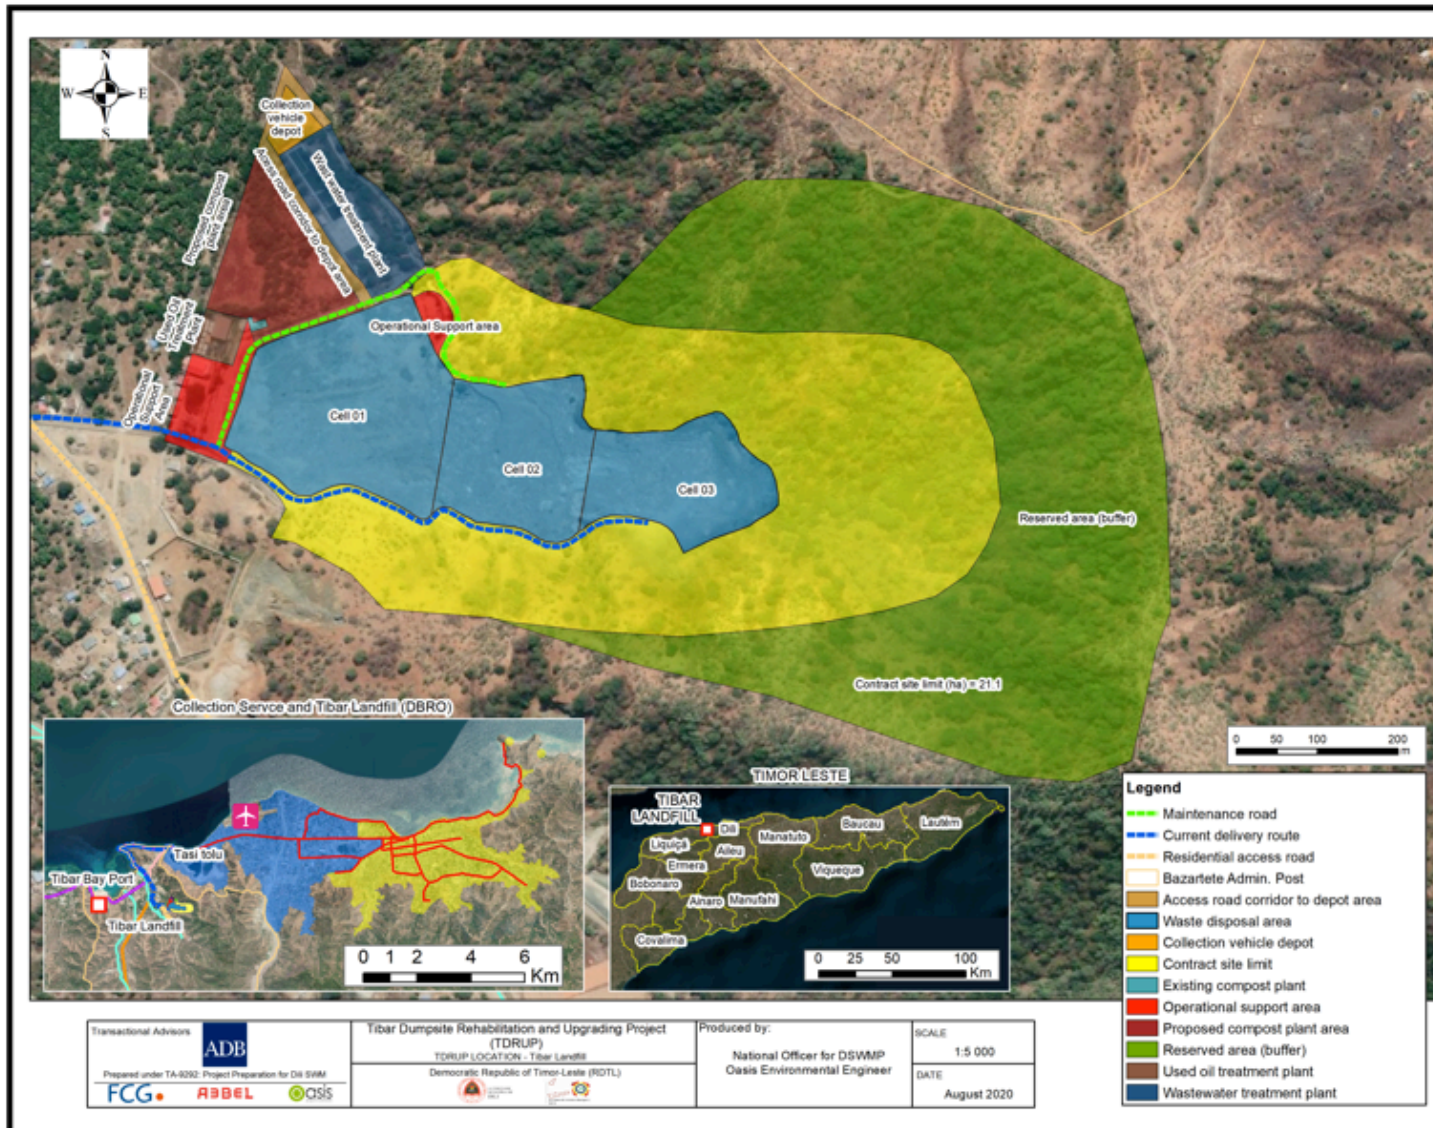 N
W E
S
Collection
vehicle
depot
Acess road corridor to depot area
Wast water treatment plant
Proposed compost
plant area
Used Oil
Treatment
Point
Operational
Support
Area
Operational Support area
Cell 01
Cell 02
Cell 03
Reserved area (buffer)
Contract site limit (ha) = 21.1
0 50 100 200
m
Collection Servce and Tibar Landfill (DBRO)
Tasi tolu
Tibar Bay Port
Tibar Landfill
0 1 2 4 6
Km
TIMOR LESTE
TIBAR
LANDFILL
Dili
Liquiçá
Aileu
Manatuto
Baucau
Lautém
Ermera
Viqueque
Bobonaro
Ainaro
Manufahi
Covalima
0 25 50 100
Km
Legend
Maintenance road
Current delivery route
Residential access road
Bazartete Admin. Post
Access road corridor to depot area
Waste disposal area
Collection vehicle depot
Contract site limit
Existing compost plant
Operational support area
Proposed compost plant area
Reserved area (buffer)
Used oil treatment plant
Wastewater treatment plant
Transactional Advisors
ADB
Prepared under TA-9292: Project Preparation for Dili SWM
FCG
ABBEL
oasis
Tibar Dumpsite Rehabilitation and Upgrading Project
(TDRUP)
TDRUP LOCATION - Tibar Landfill
Democratic Republic of Timor-Leste (RDTL)
Produced by:
National Officer for DSWMP
Oasis Environmental Engineer
SCALE
1:5 000
DATE
August 2020